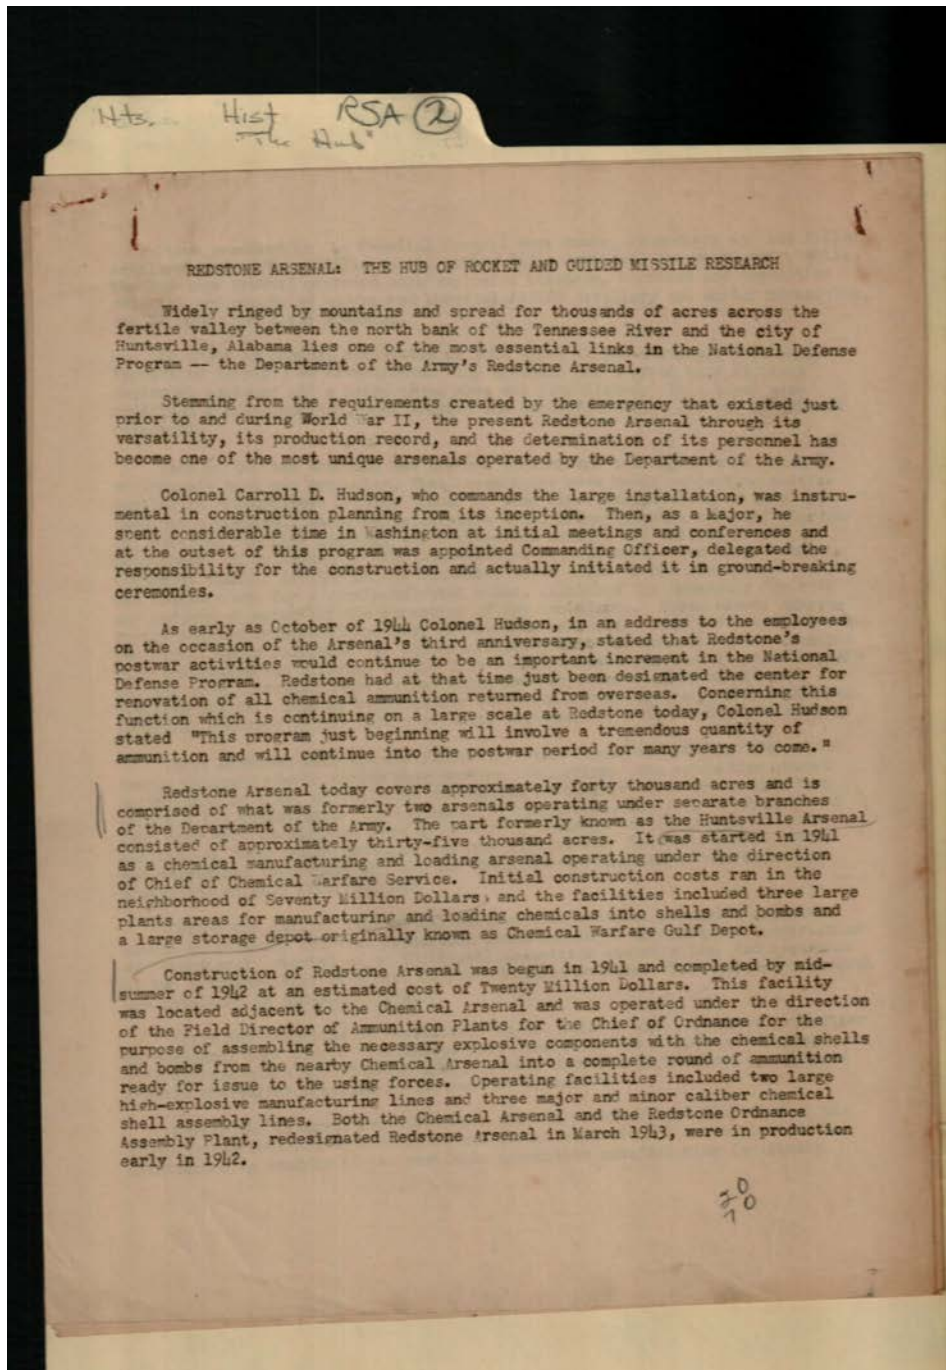 Nts. Hist RSA 2
"The Hub"
REDSTONE ARSENAL: THE HUB OF ROCKET AND GUIDED MISSILE RESEARCH
Widely ringed by mountains and spread for thousands of acres across the
fertile valley between the north bank of the Tennessee River and the city of
Huntsville, Alabama lies one of the most essential links in the National Defense
Program -- the Department of the Army's Redstone Arsenal.
Stemming from the requirements created by the emergency that existed just
prior to and during World War II, the present Redstone Arsenal through its
versatility, its production record, and the determination of its personnel has
become one of the most unique arsenals operated by the Department of the Army.
Colonel Carroll D. Hudson, who commands the large installation, was instru-
mental in construction planning from its inception. Then, as a Major, he
spent considerable time in Washington at initial meetings and conferences and
at the outset of this program was appointed Commanding Officer, delegated the
responsibility for the construction and actually initiated it in ground-breaking
ceremonies.
As early as October of 1944 Colonel Hudson, in an address to the employees
on the occasion of the Arsenal's third anniversary, stated that Redstone's
postwar activities would continue to be an important increment in the National
Defense Program. Redstone had at that time just been designated the center for
renovation of all chemical ammunition returned from overseas. Concerning this
function which is continuing on a large scale at Redstone today, Colonel Hudson
stated "This program just beginning will involve a tremendous quantity of
ammunition and will continue into the postwar period for many years to come."
Redstone Arsenal today covers approximately forty thousand acres and is
comprised of what was formerly two arsenals operating under separate branches
of the Department of the Army. The part formerly known as the Huntsville Arsenal
consisted of approximately thirty-five thousand acres. It was started in 1941
as a chemical manufacturing and loading arsenal operating under the direction
of Chief of Chemical Warfare Service. Initial construction costs ran in the
neighborhood of Seventy Million Dollars, and the facilities included three large
plants areas for manufacturing and loading chemicals into shells and bombs and
a large storage depot originally known as Chemical Warfare Gulf Depot.
Construction of Redstone Arsenal was begun in 1941 and completed by mid-
summer of 1942 at an estimated cost of Twenty Million Dollars. This facility
was located adjacent to the Chemical Arsenal and was operated under the direction
of the Field Director of Ammunition Plants for the Chief of Ordnance for the
purpose of assembling the necessary explosive components with the chemical shells
and bombs from the nearby Chemical Arsenal into a complete round of ammunition
ready for issue to the using forces. Operating facilities included two large
high-explosive manufacturing lines and three major and minor caliber chemical
shell assembly lines. Both the Chemical Arsenal and the Redstone Ordnance
Assembly Plant, redesignated Redstone Arsenal in March 1943, were in production
early in 1942.